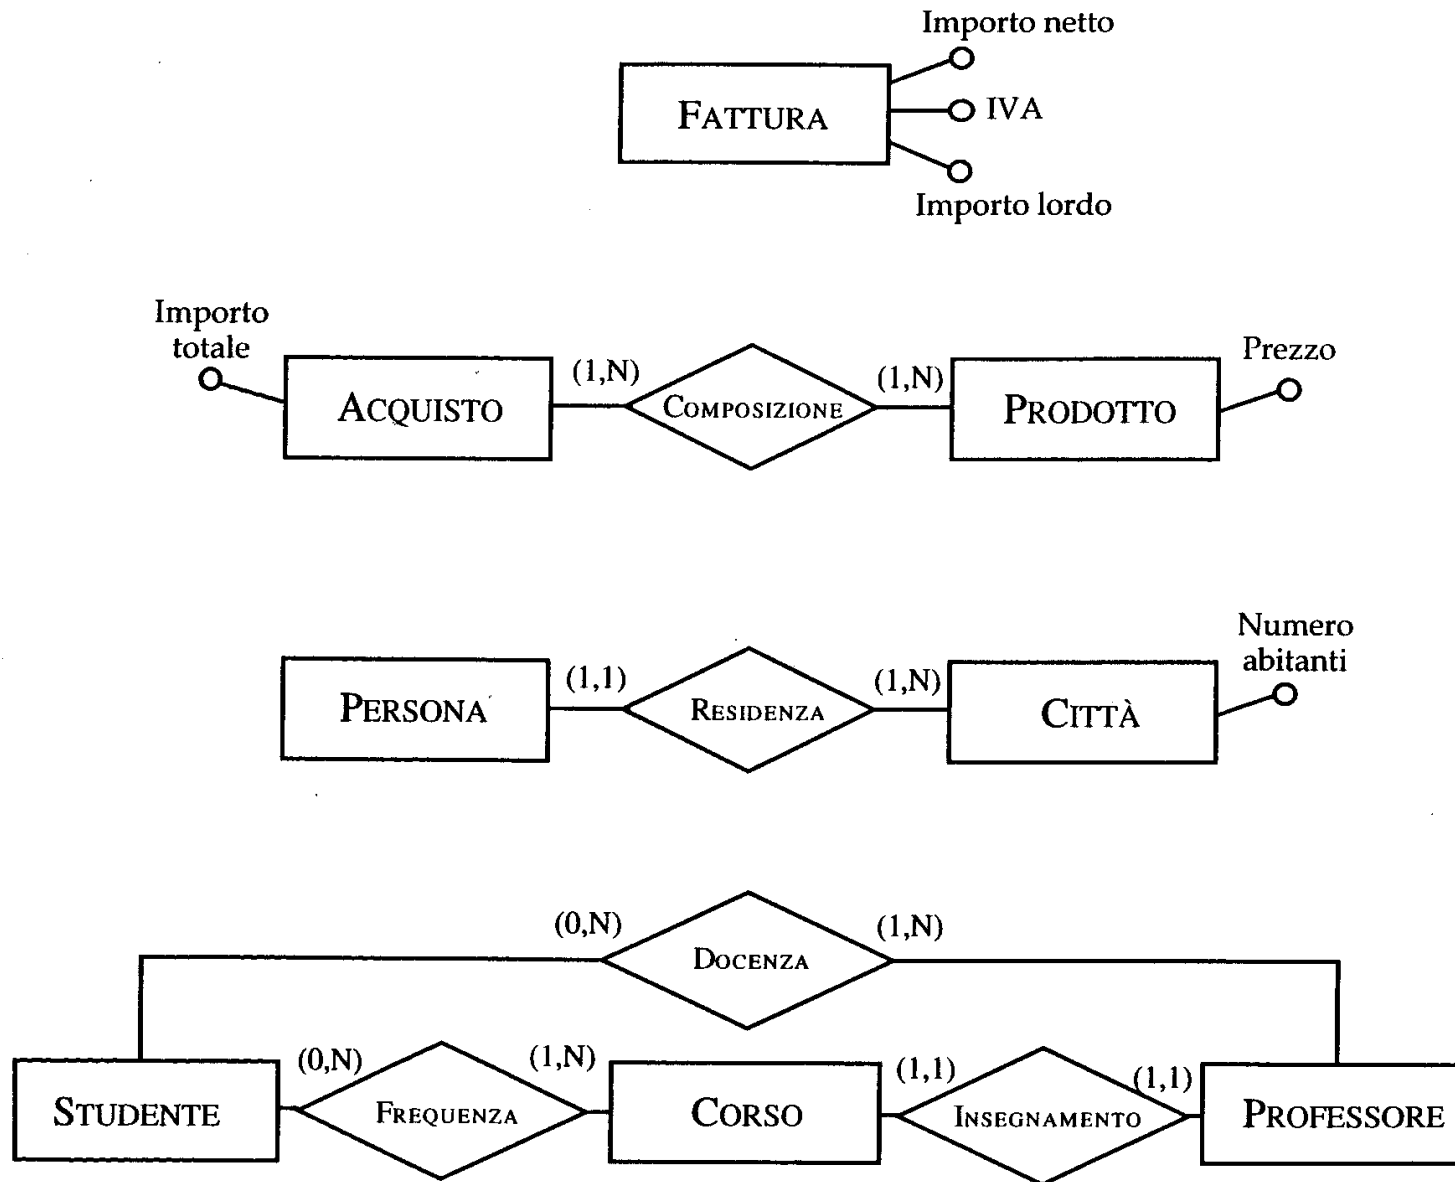 Importo netto
FATTURA
IVA
Importo lordo
Importo
totale
(1,N)
(1,N)
Prezzo
ACQUISTO
COMPOSIZIONE
PRODOTTO
Numero
abitanti
(1,1)
(1,N)
PERSONA
RESIDENZA
CITTÀ
(0,N)
(1,N)
DOCENZA
(0,N)
(1,N)
(1,1)
(1,1)
STUDENTE
FREQUENZA
CORSO
INSEGNAMENTO
PROFESSORE